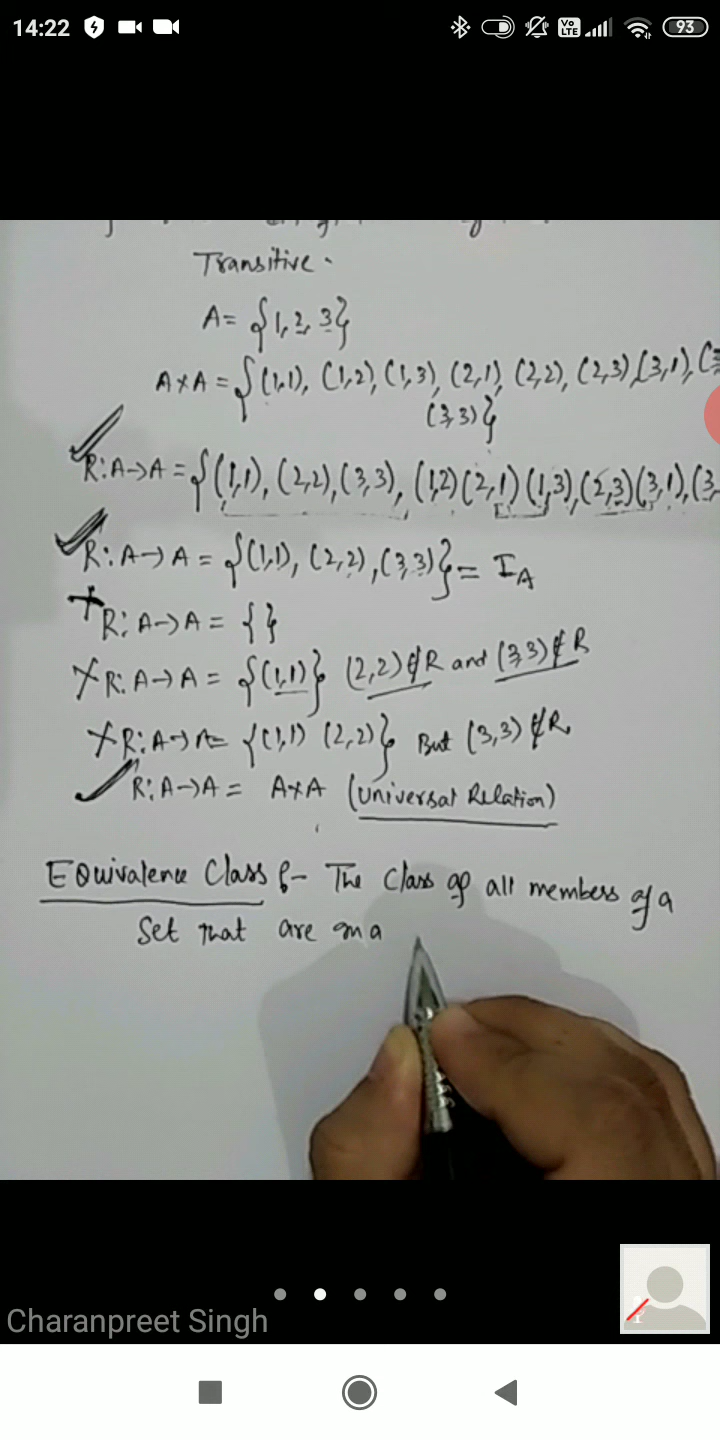 14:22 Vo LTE 93
Transitive.
A= {1, 2, 3}
A×A = {(1,1), (1,2), (1,3), (2,1), (2,2), (2,3), (3,1), (3
(3,3)}
R:A→A = {(1,1), (2,2), (3,3), (1,2) (2,1) (1,3), (2,3) (3,1), (3,
R: A→A = {(1,1), (2,2), (3,3)} = I_A
R: A→A = { }
R: A→A = {(1,1)} (2,2)∉R and (3,3)∉R
R: A→A= {(1,1) (2,2)} But (3,3)∉R,
R: A→A = A×A (Universal Relation)
Equivalence Class :- The Class of all members of a
Set that are in a
Charanpreet Singh